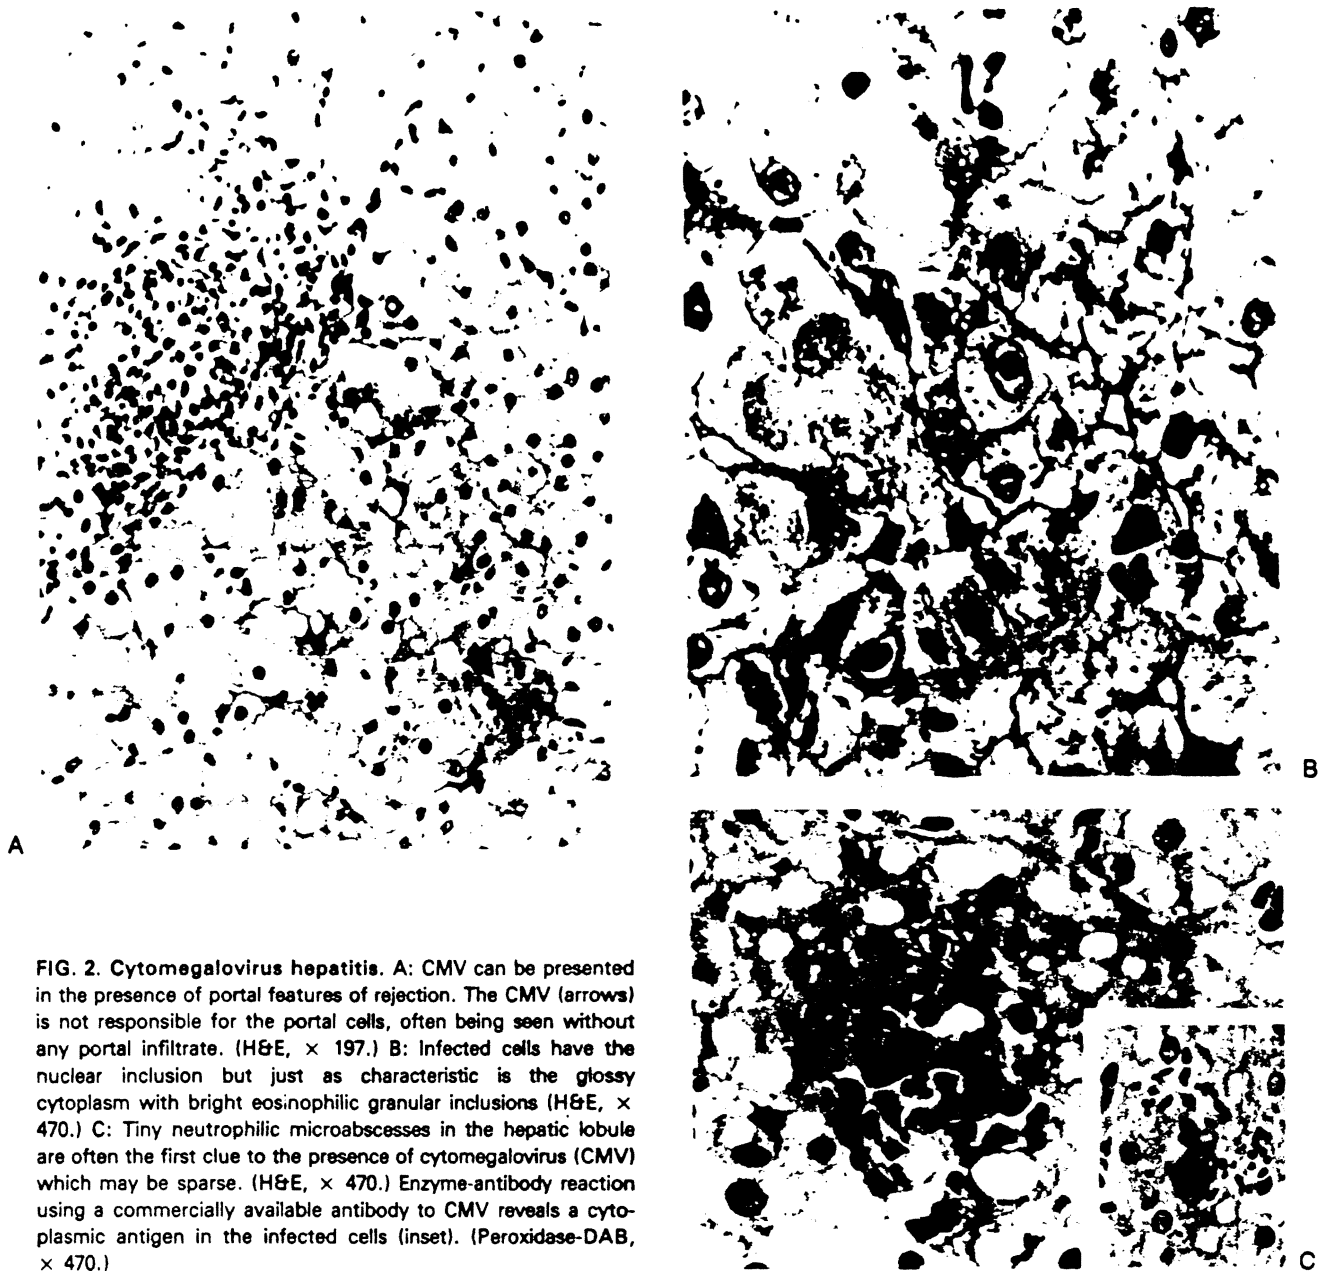 A
B
C
FIG. 2. Cytomegalovirus hepatitis. A: CMV can be presented
in the presence of portal features of rejection. The CMV (arrows)
is not responsible for the portal cells, often being seen without
any portal infiltrate. (H&E, × 197.) B: Infected cells have the
nuclear inclusion but just as characteristic is the glossy
cytoplasm with bright eosinophilic granular inclusions (H&E, ×
470.) C: Tiny neutrophilic microabscesses in the hepatic lobule
are often the first clue to the presence of cytomegalovirus (CMV)
which may be sparse. (H&E, × 470.) Enzyme-antibody reaction
using a commercially available antibody to CMV reveals a cyto-
plasmic antigen in the infected cells (inset). (Peroxidase-DAB,
× 470.)